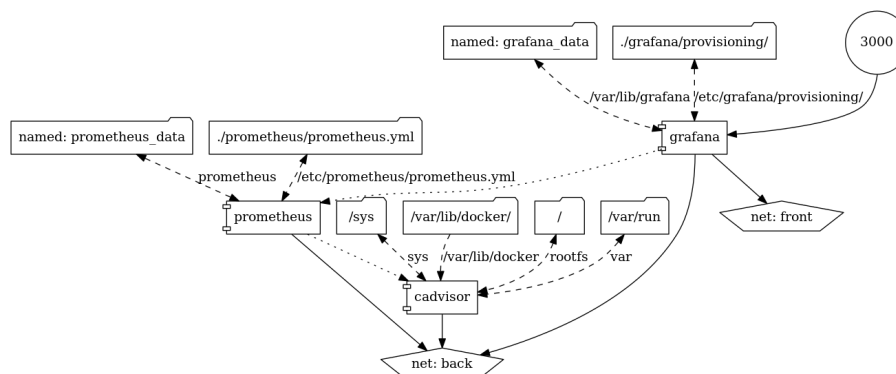 named: grafana_data
./grafana/provisioning/
3000
/var/lib/grafana
/etc/grafana/provisioning/
named: prometheus_data
./prometheus/prometheus.yml
grafana
prometheus
/etc/prometheus/prometheus.yml
prometheus
/sys
/var/lib/docker/
/
/var/run
net: front
sys
/var/lib/docker
rootfs
var
cadvisor
net: back